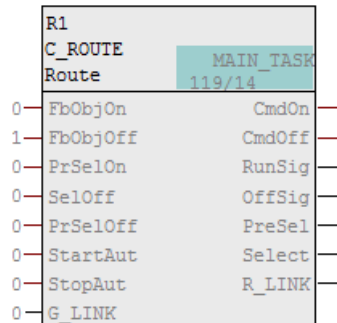 R1
C_ROUTE
Route
MAIN_TASK
119/14
0 FbObjOn CmdOn
1 FbObjOff CmdOff
0 PrSelOn RunSig
0 SelOff OffSig
0 PrSelOff PreSel
0 StartAut Select
0 StopAut R_LINK
0 G_LINK